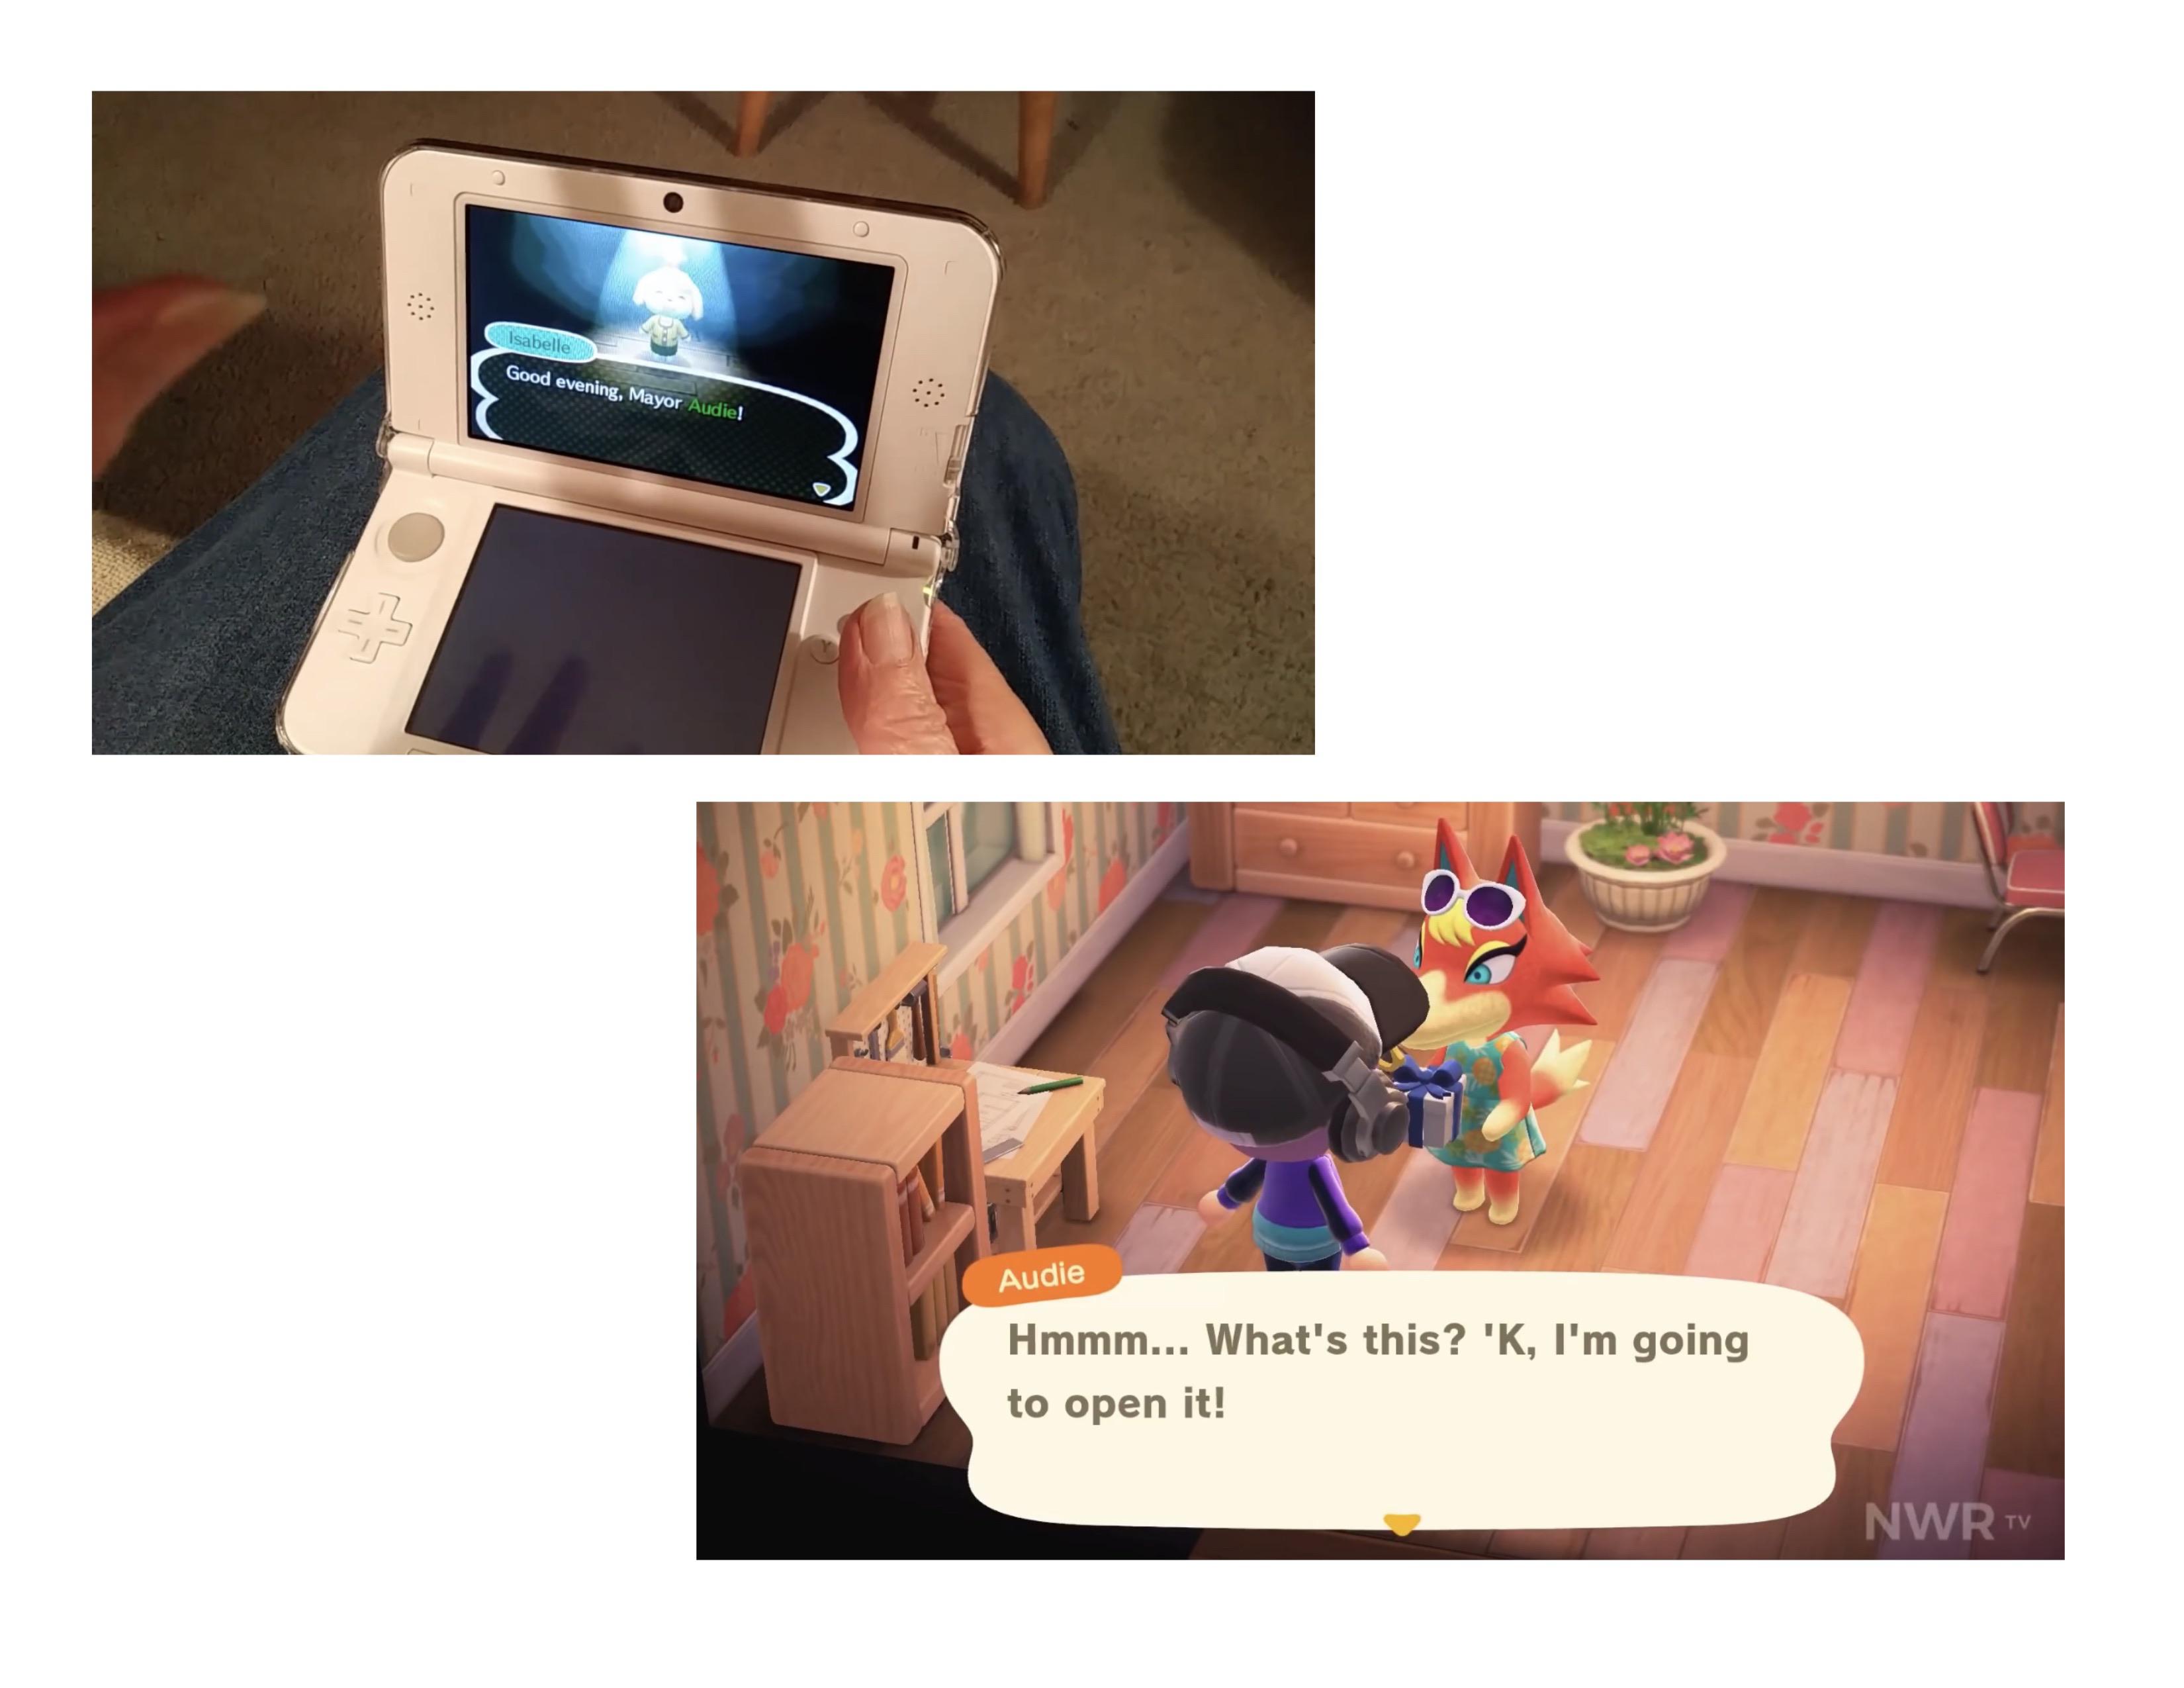 Isabelle
Good evening, Mayor Audie!
Y
Audie
Hmmm... What's this? 'K, I'm going
to open it!
NWR TV